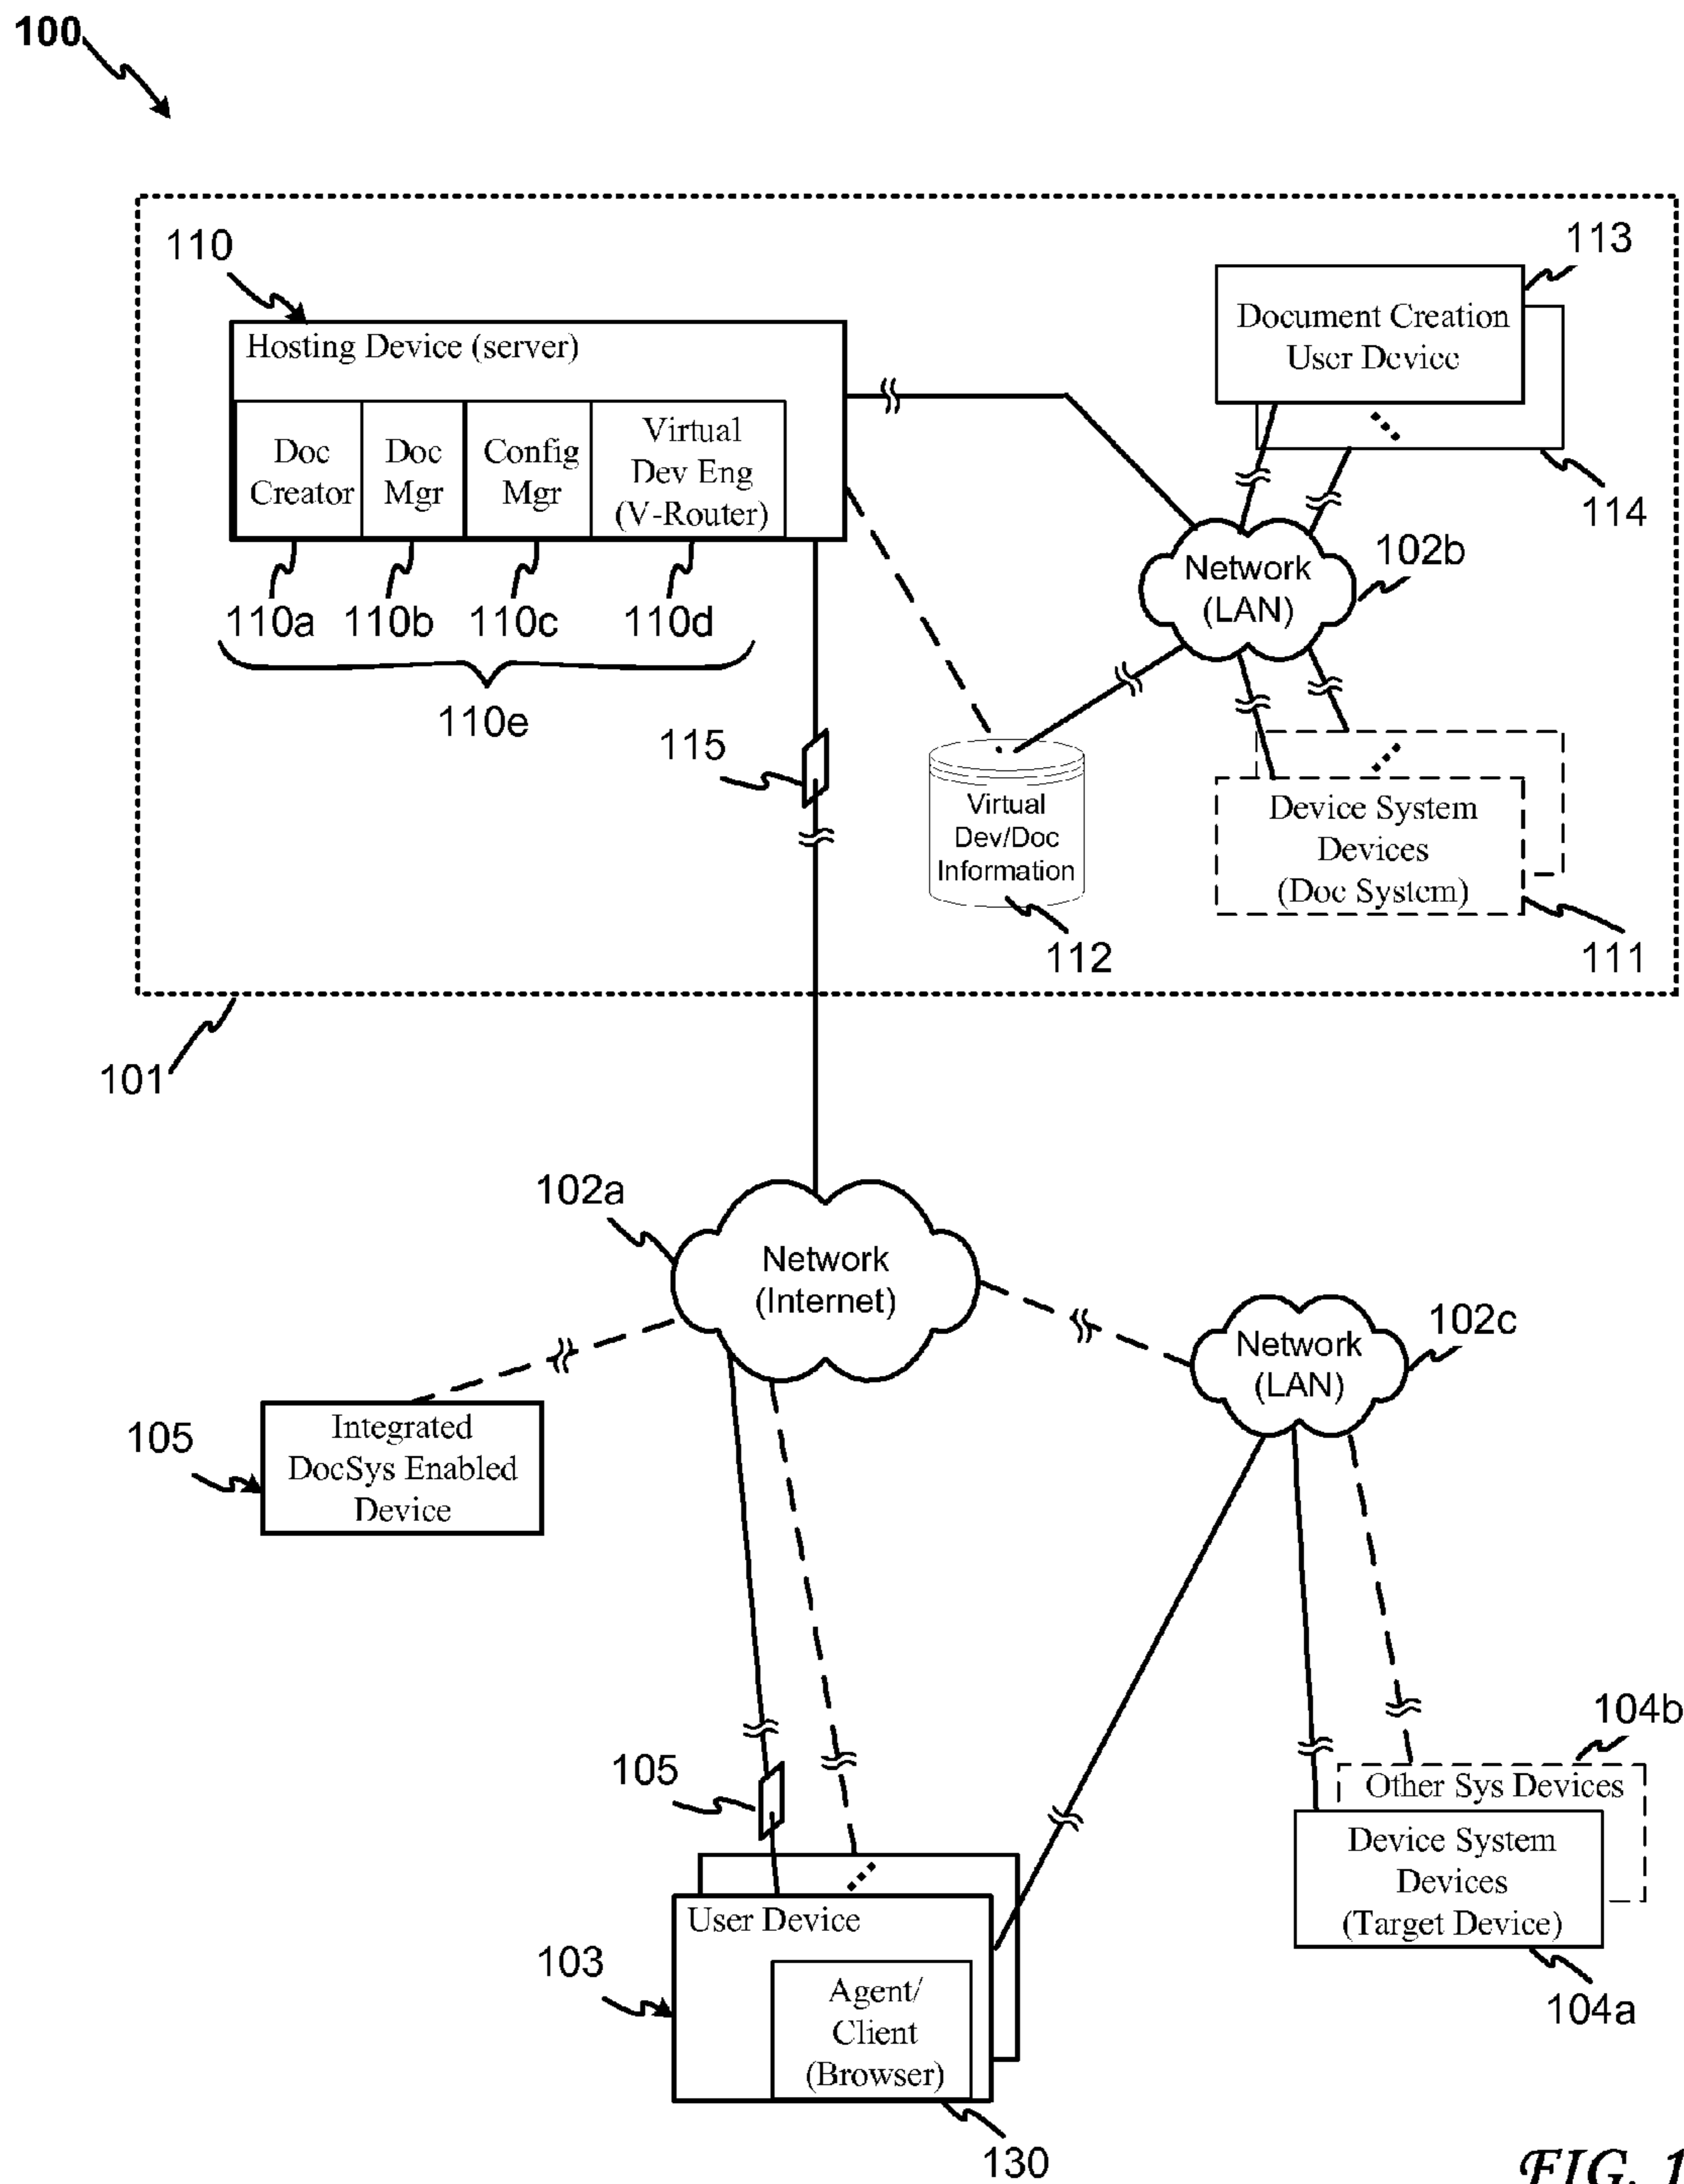 100
110
113
Hosting Device (server)
Document Creation
User Device
Doc
Creator
Doc
Mgr
Config
Mgr
Virtual
Dev Eng
(V-Router)
114
102b
Network
(LAN)
110a
110b
110c
110d
110e
115
Virtual
Dev/Doc
Information
Device System
Devices
(Doc System)
112
111
101
102a
Network
(Internet)
102c
Network
(LAN)
105
Integrated
DocSys Enabled
Device
104b
105
Other Sys Devices
Device System
Devices
(Target Device)
User Device
103
Agent/
Client
(Browser)
104a
130
FIG. 1